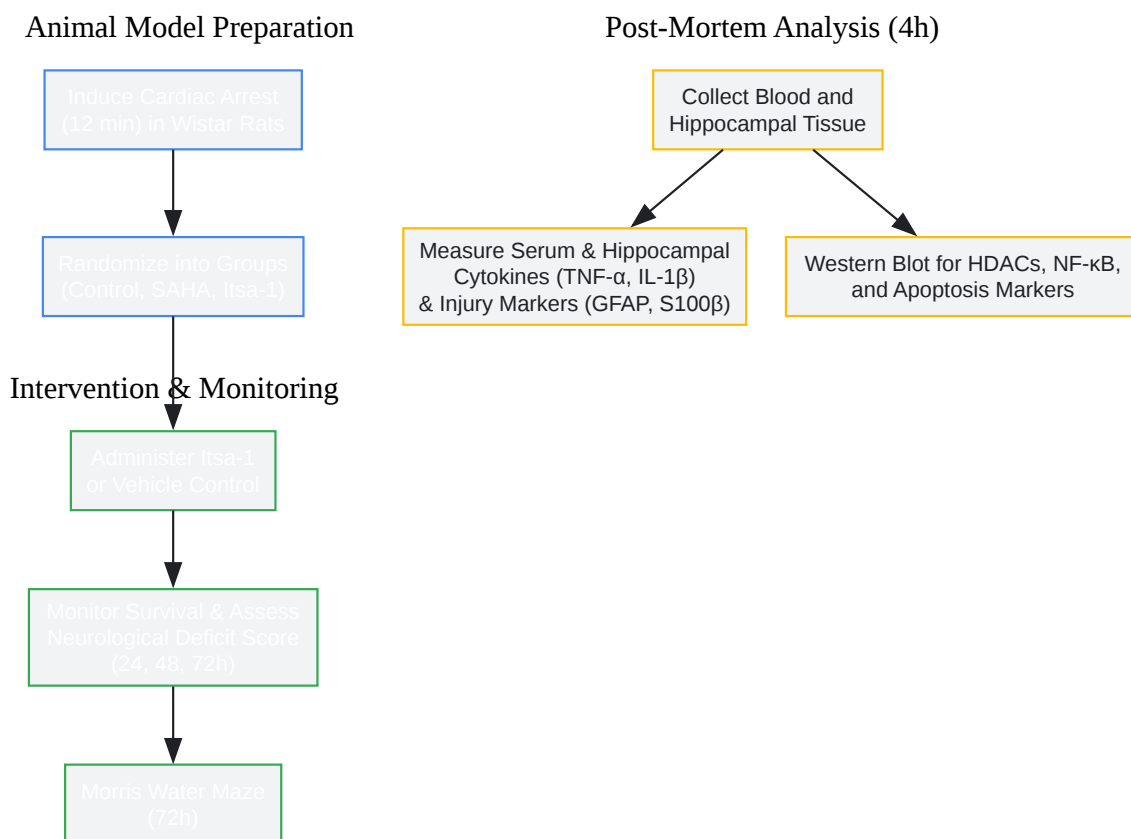 Animal Model Preparation
Induce Cardiac Arrest
(12 min) in Wistar Rats
Randomize into Groups
(Control, SAHA, Itsa-1)
Intervention & Monitoring
Administer Itsa-1
or Vehicle Control
Monitor Survival & Assess
Neurological Deficit Score
(24, 48, 72h)
Morris Water Maze
(72h)
Post-Mortem Analysis (4h)
Collect Blood and
Hippocampal Tissue
Measure Serum & Hippocampal
Cytokines (TNF-α, IL-1β)
& Injury Markers (GFAP, S100β)
Western Blot for HDACs, NF-κB,
and Apoptosis Markers